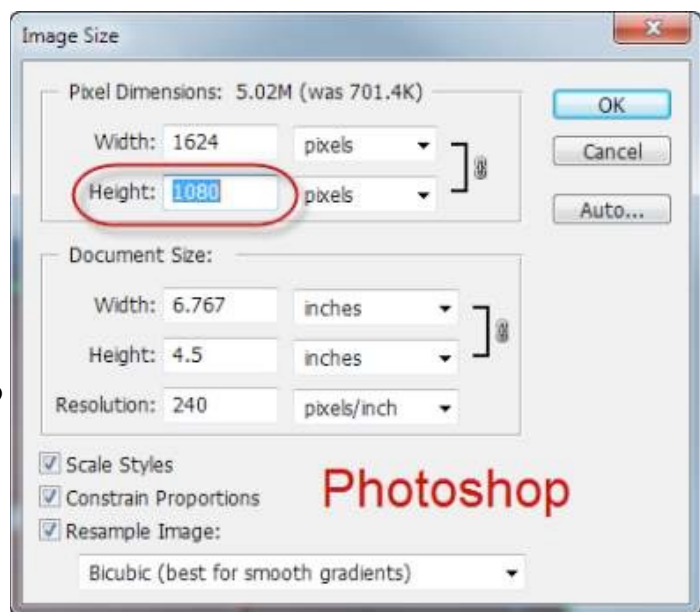 Image Size
Pixel Dimensions: 5.02M (was 701.4K)
OK
Width: 1624 pixels
Cancel
Height: 1080 pixels
Auto...
Document Size:
Width: 6.767 inches
Height: 4.5 inches
Resolution: 240 pixels/inch
Scale Styles
Constrain Proportions
Photoshop
Resample Image:
Bicubic (best for smooth gradients)